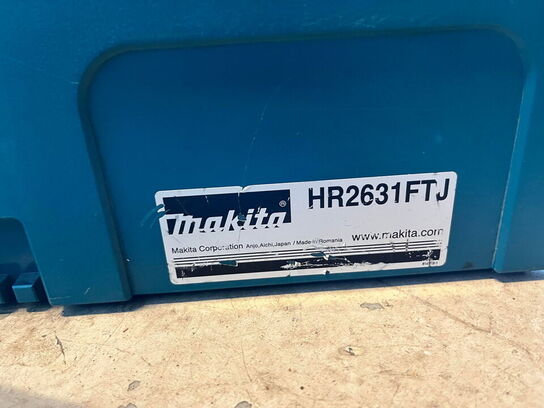 makita® HR2631FTJ
Makita Corporation Anjo, Aichi, Japan / Made in Romania www.makita.com